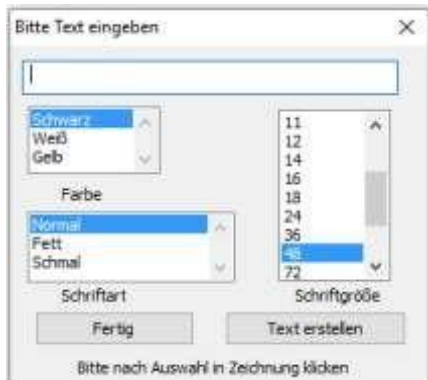 Bitte Text eingeben
Schwarz
Weiß
Gelb
Farbe
Normal
Fett
Schmal
Schriftart
11
12
14
16
18
24
36
48
72
Schriftgröße
Fertig
Text erstellen
Bitte nach Auswahl in Zeichnung klicken